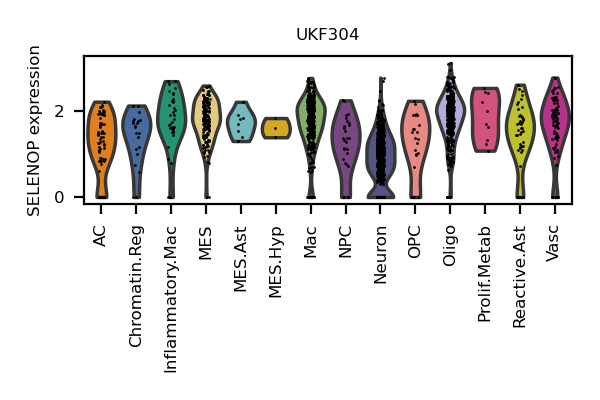 UKF304
SELENOP expression
2
0
AC
Chromatin.Reg
Inflammatory.Mac
MES
MES.Ast
MES.Hyp
Mac
NPC
Neuron
OPC
Oligo
Prolif.Metab
Reactive.Ast
Vasc